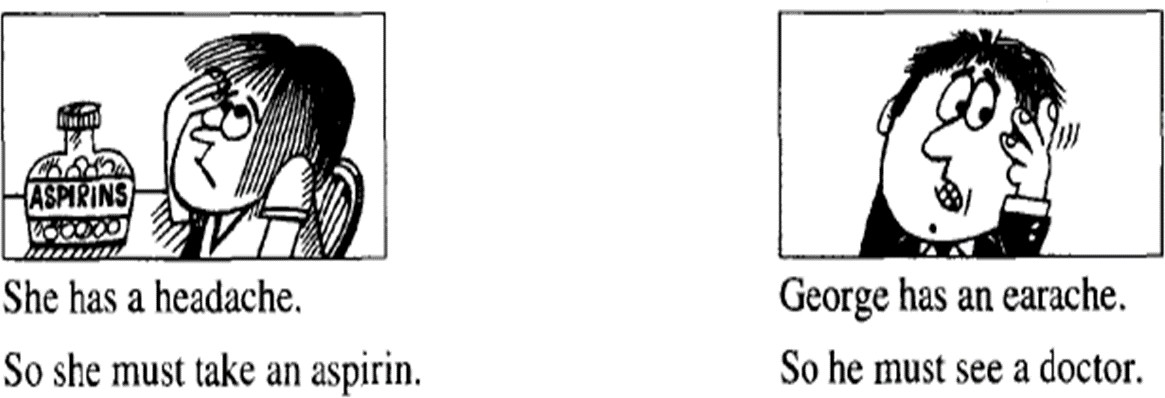 ASPIRINS
She has a headache.
So she must take an aspirin.
George has an earache.
So he must see a doctor.